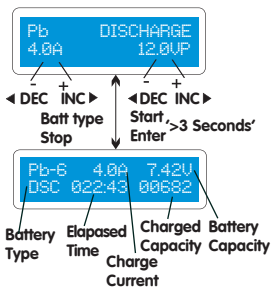 Pb DISCHARGE
4.0A 12.0VP
- + - +
DEC INC DEC INC
Batt type
Stop
Start
Enter
'>3 Seconds'
Pb-6 4.0A 7.42V
DSC 022:43 00682
Battery
Type
Elapased
Time
Charge
Current
Charged
Capacity
Battery
Capacity